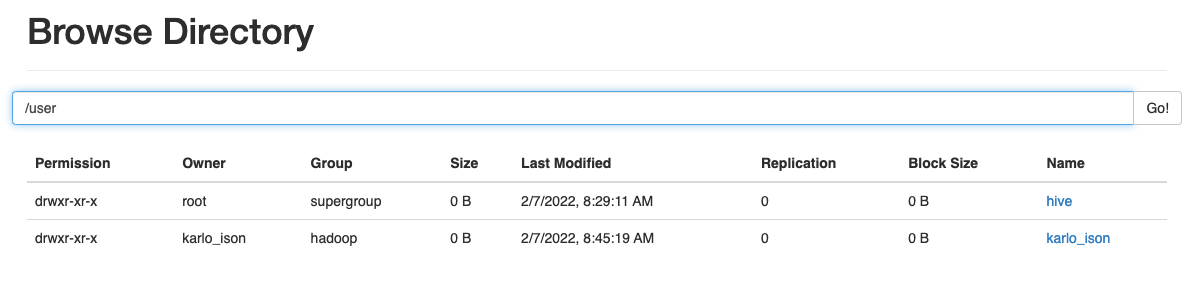 Browse Directory
/user Go!
Permission Owner Group Size Last Modified Replication Block Size Name
drwxr-xr-x root supergroup 0 B 2/7/2022, 8:29:11 AM 0 0 B hive
drwxr-xr-x karlo_ison hadoop 0 B 2/7/2022, 8:45:19 AM 0 0 B karlo_ison